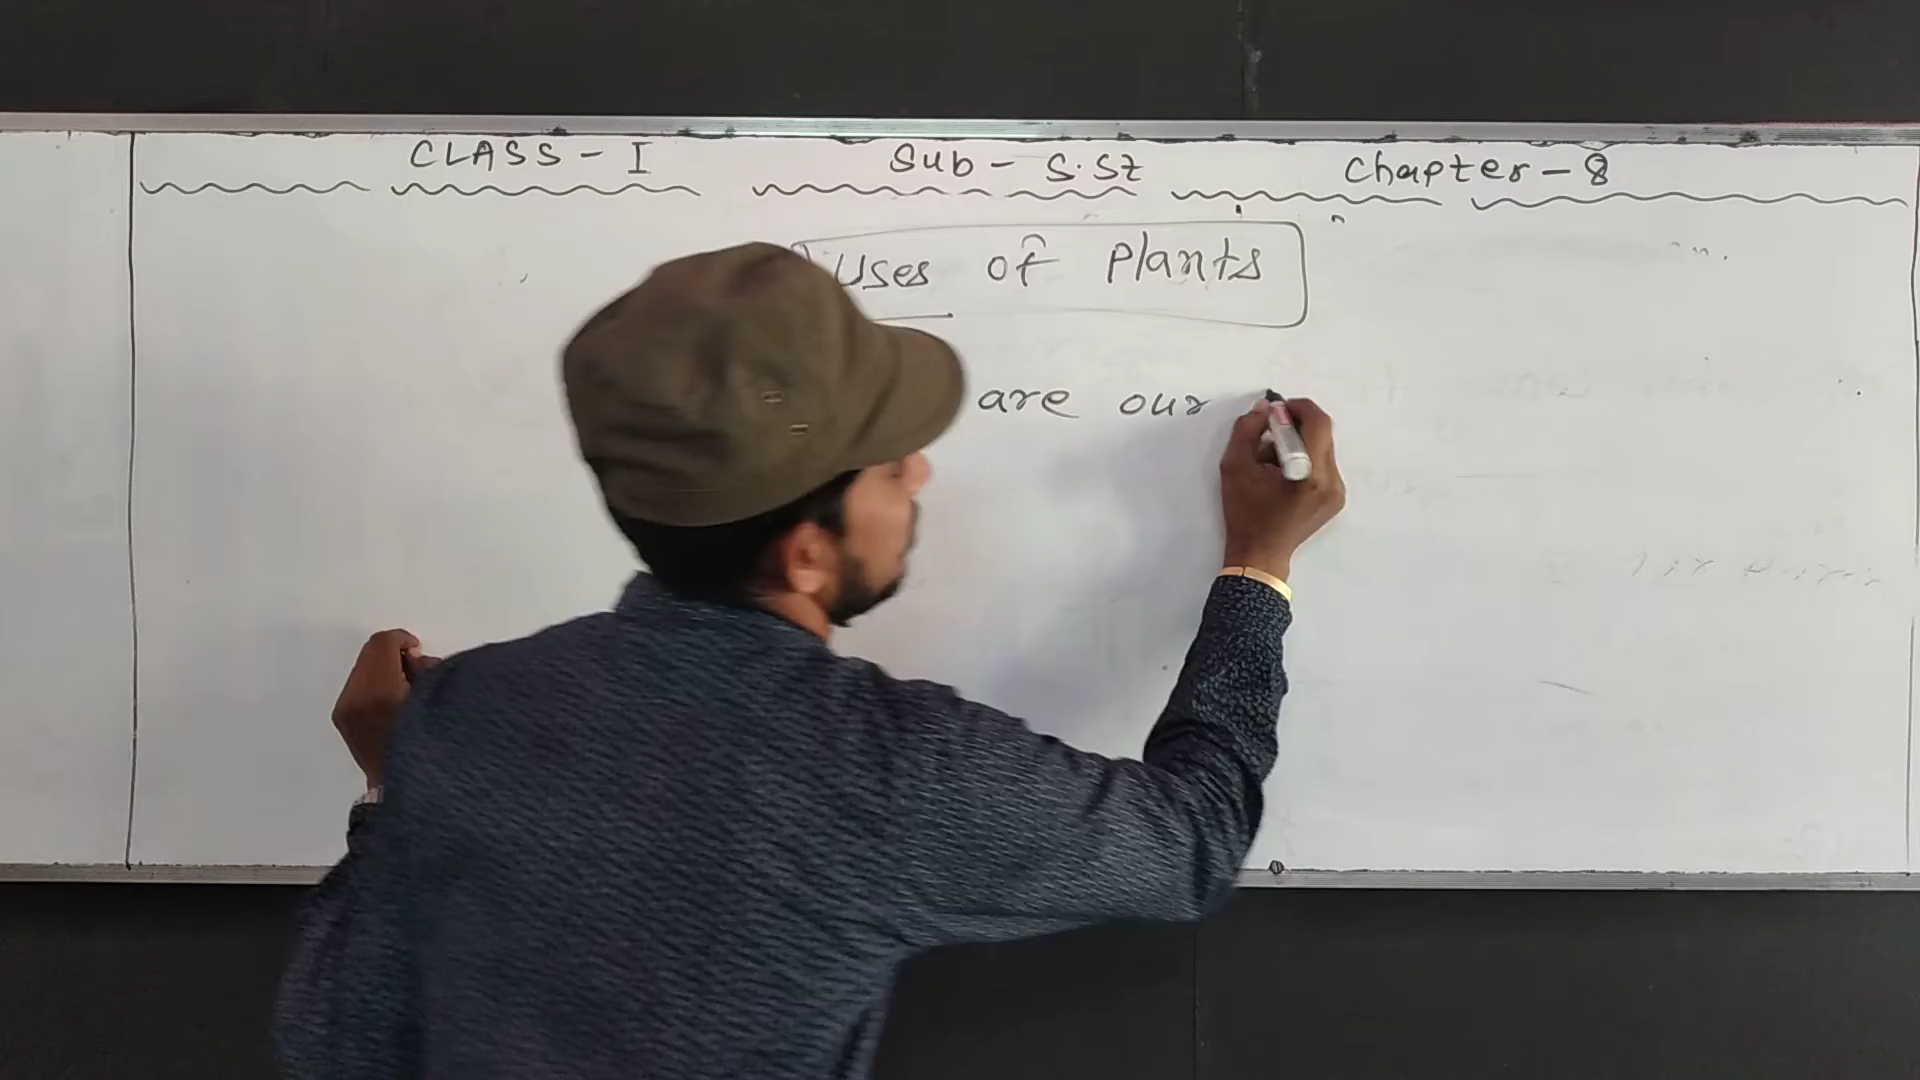 CLASS - I Sub - S.St Chapter - 8
Uses of Plants
are our